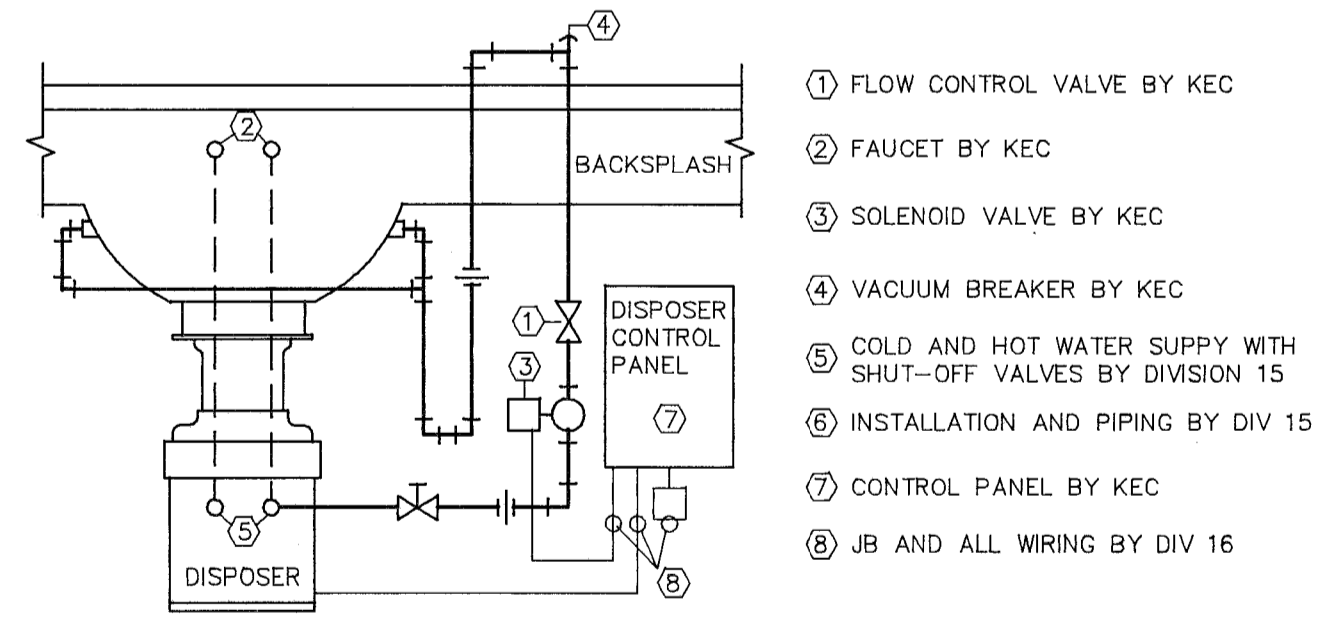 4
2
BACKSPLASH
DISPOSER
CONTROL
PANEL
1
3
7
5
DISPOSER
8
1 FLOW CONTROL VALVE BY KEC
2 FAUCET BY KEC
3 SOLENOID VALVE BY KEC
4 VACUUM BREAKER BY KEC
5 COLD AND HOT WATER SUPPY WITH
SHUT-OFF VALVES BY DIVISION 15
6 INSTALLATION AND PIPING BY DIV 15
7 CONTROL PANEL BY KEC
8 JB AND ALL WIRING BY DIV 16